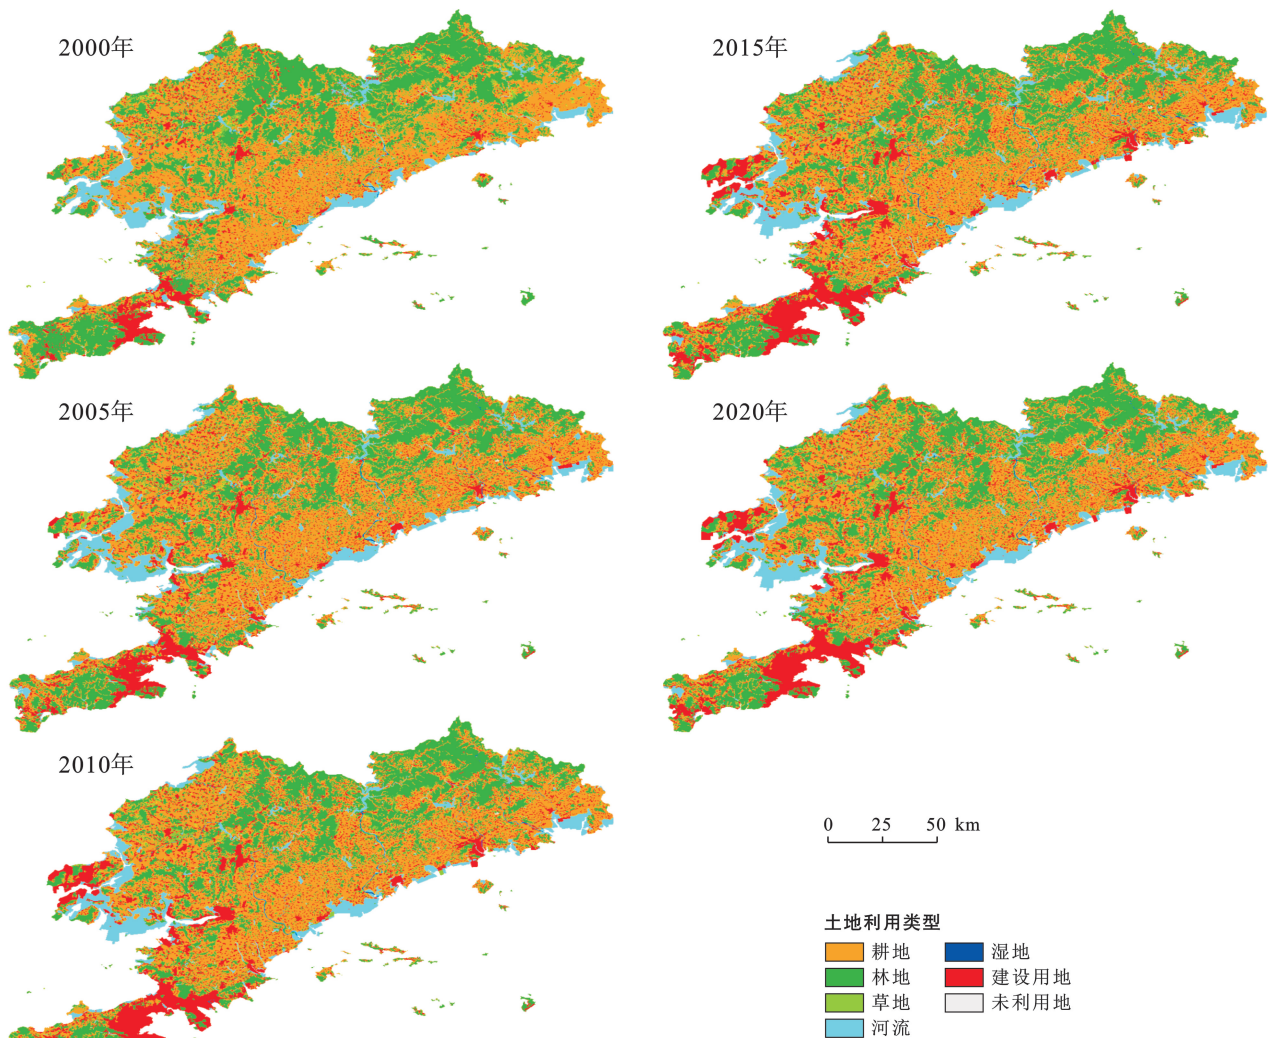 2000年
2015年
2005年
2020年
2010年
0 25 50 km
土地利用类型
耕地
湿地
林地
建设用地
草地
未利用地
河流